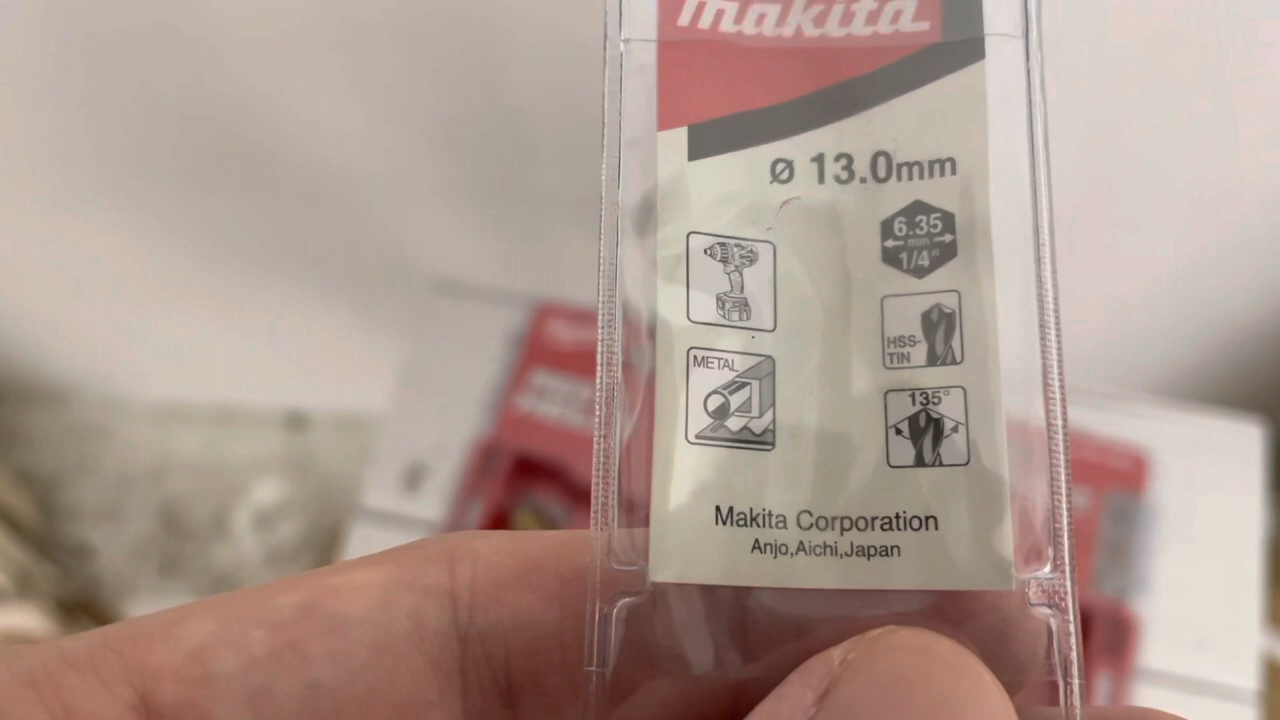 makita
Ø 13.0mm
6.35
mm
1/4"
HSS-
TIN
METAL
135°
Makita Corporation
Anjo,Aichi,Japan